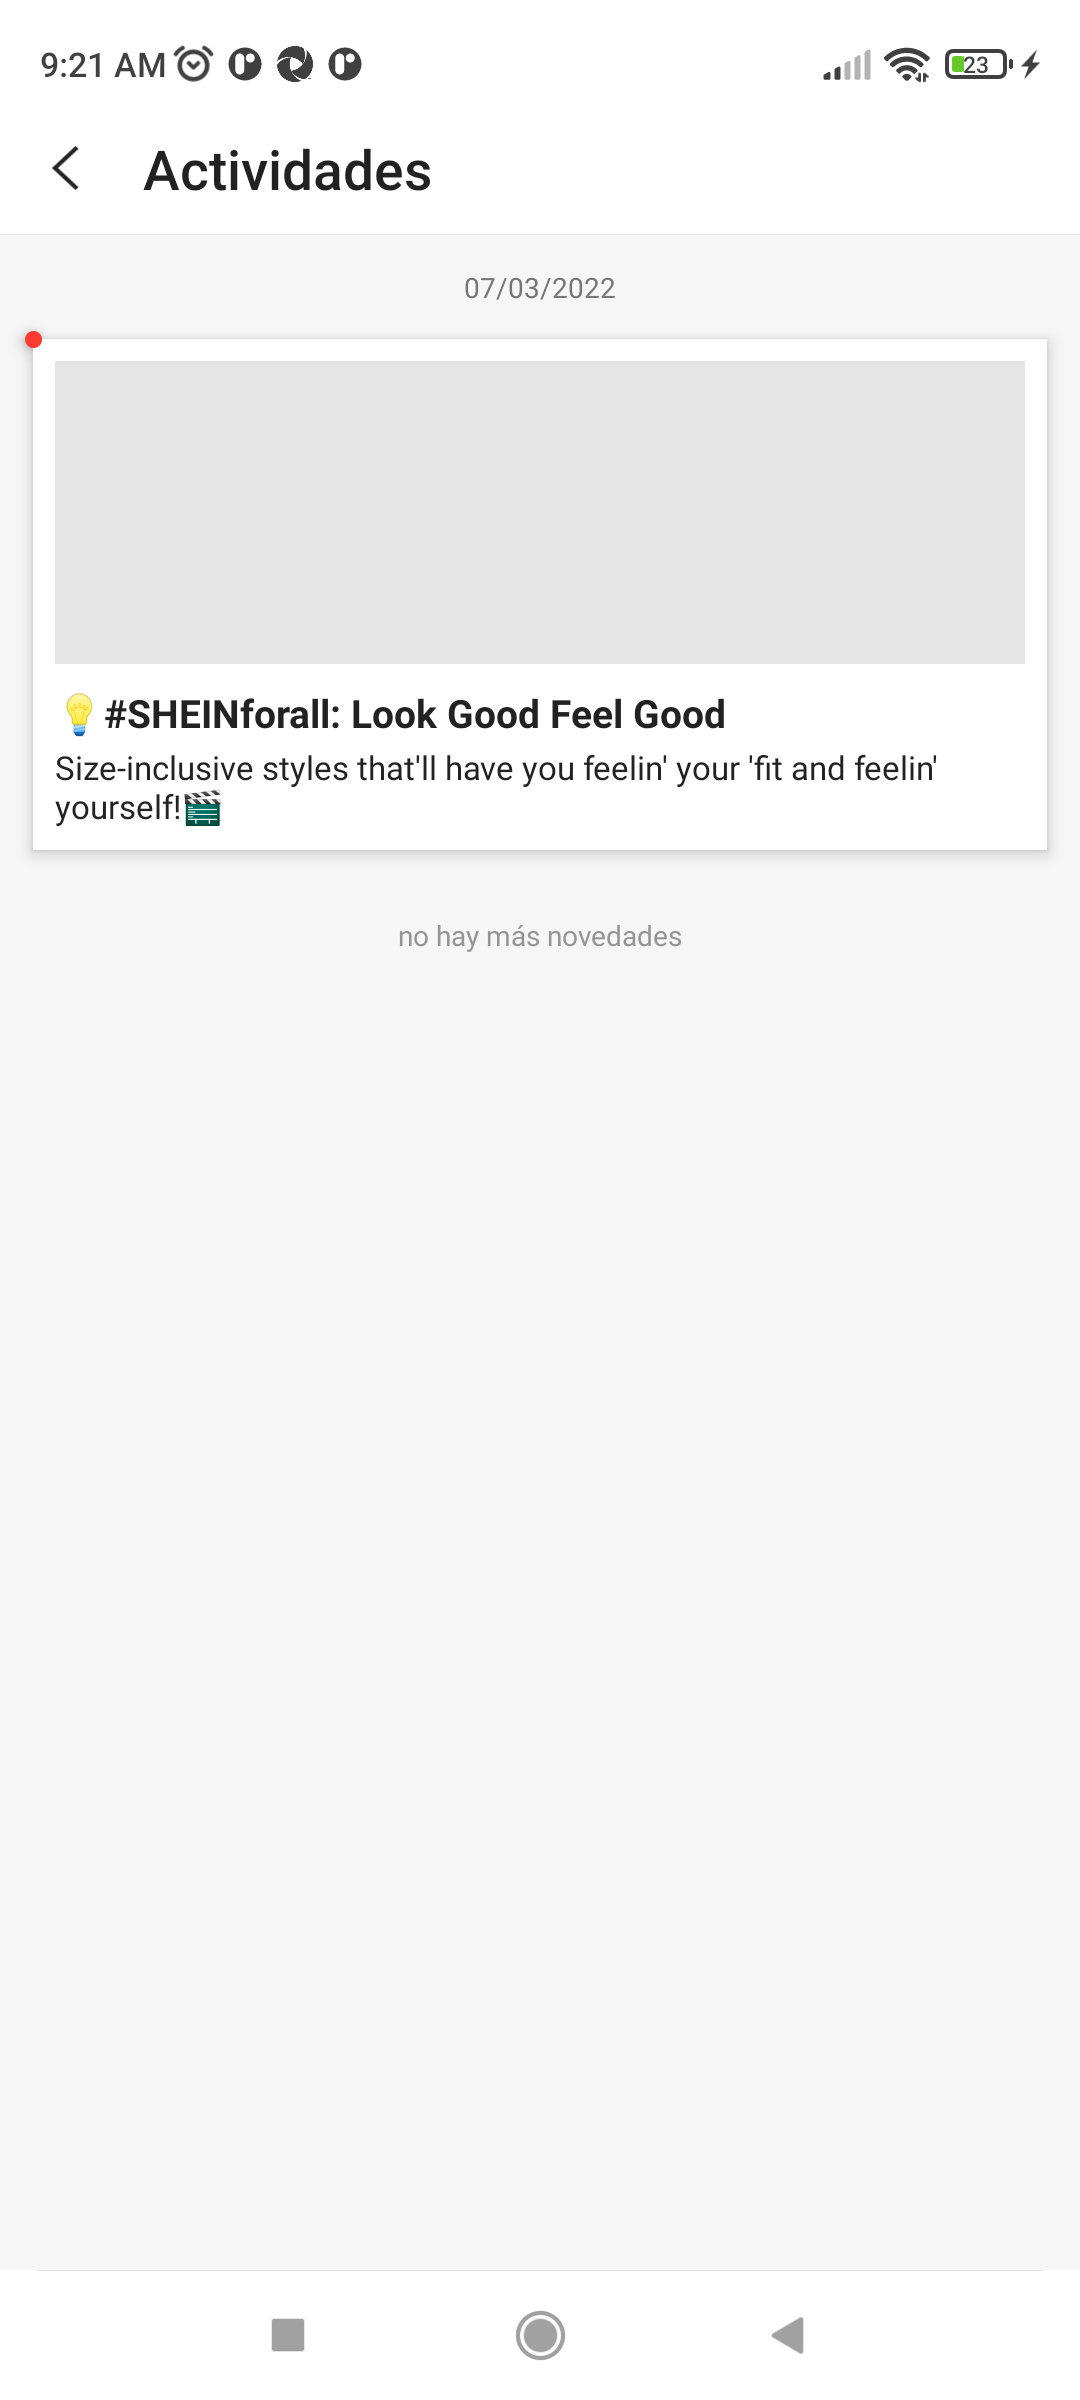 9:21 AM
23
Actividades
07/03/2022
💡#SHEINforall: Look Good Feel Good
Size-inclusive styles that'll have you feelin' your 'fit and feelin'
yourself!🎬
no hay más novedades